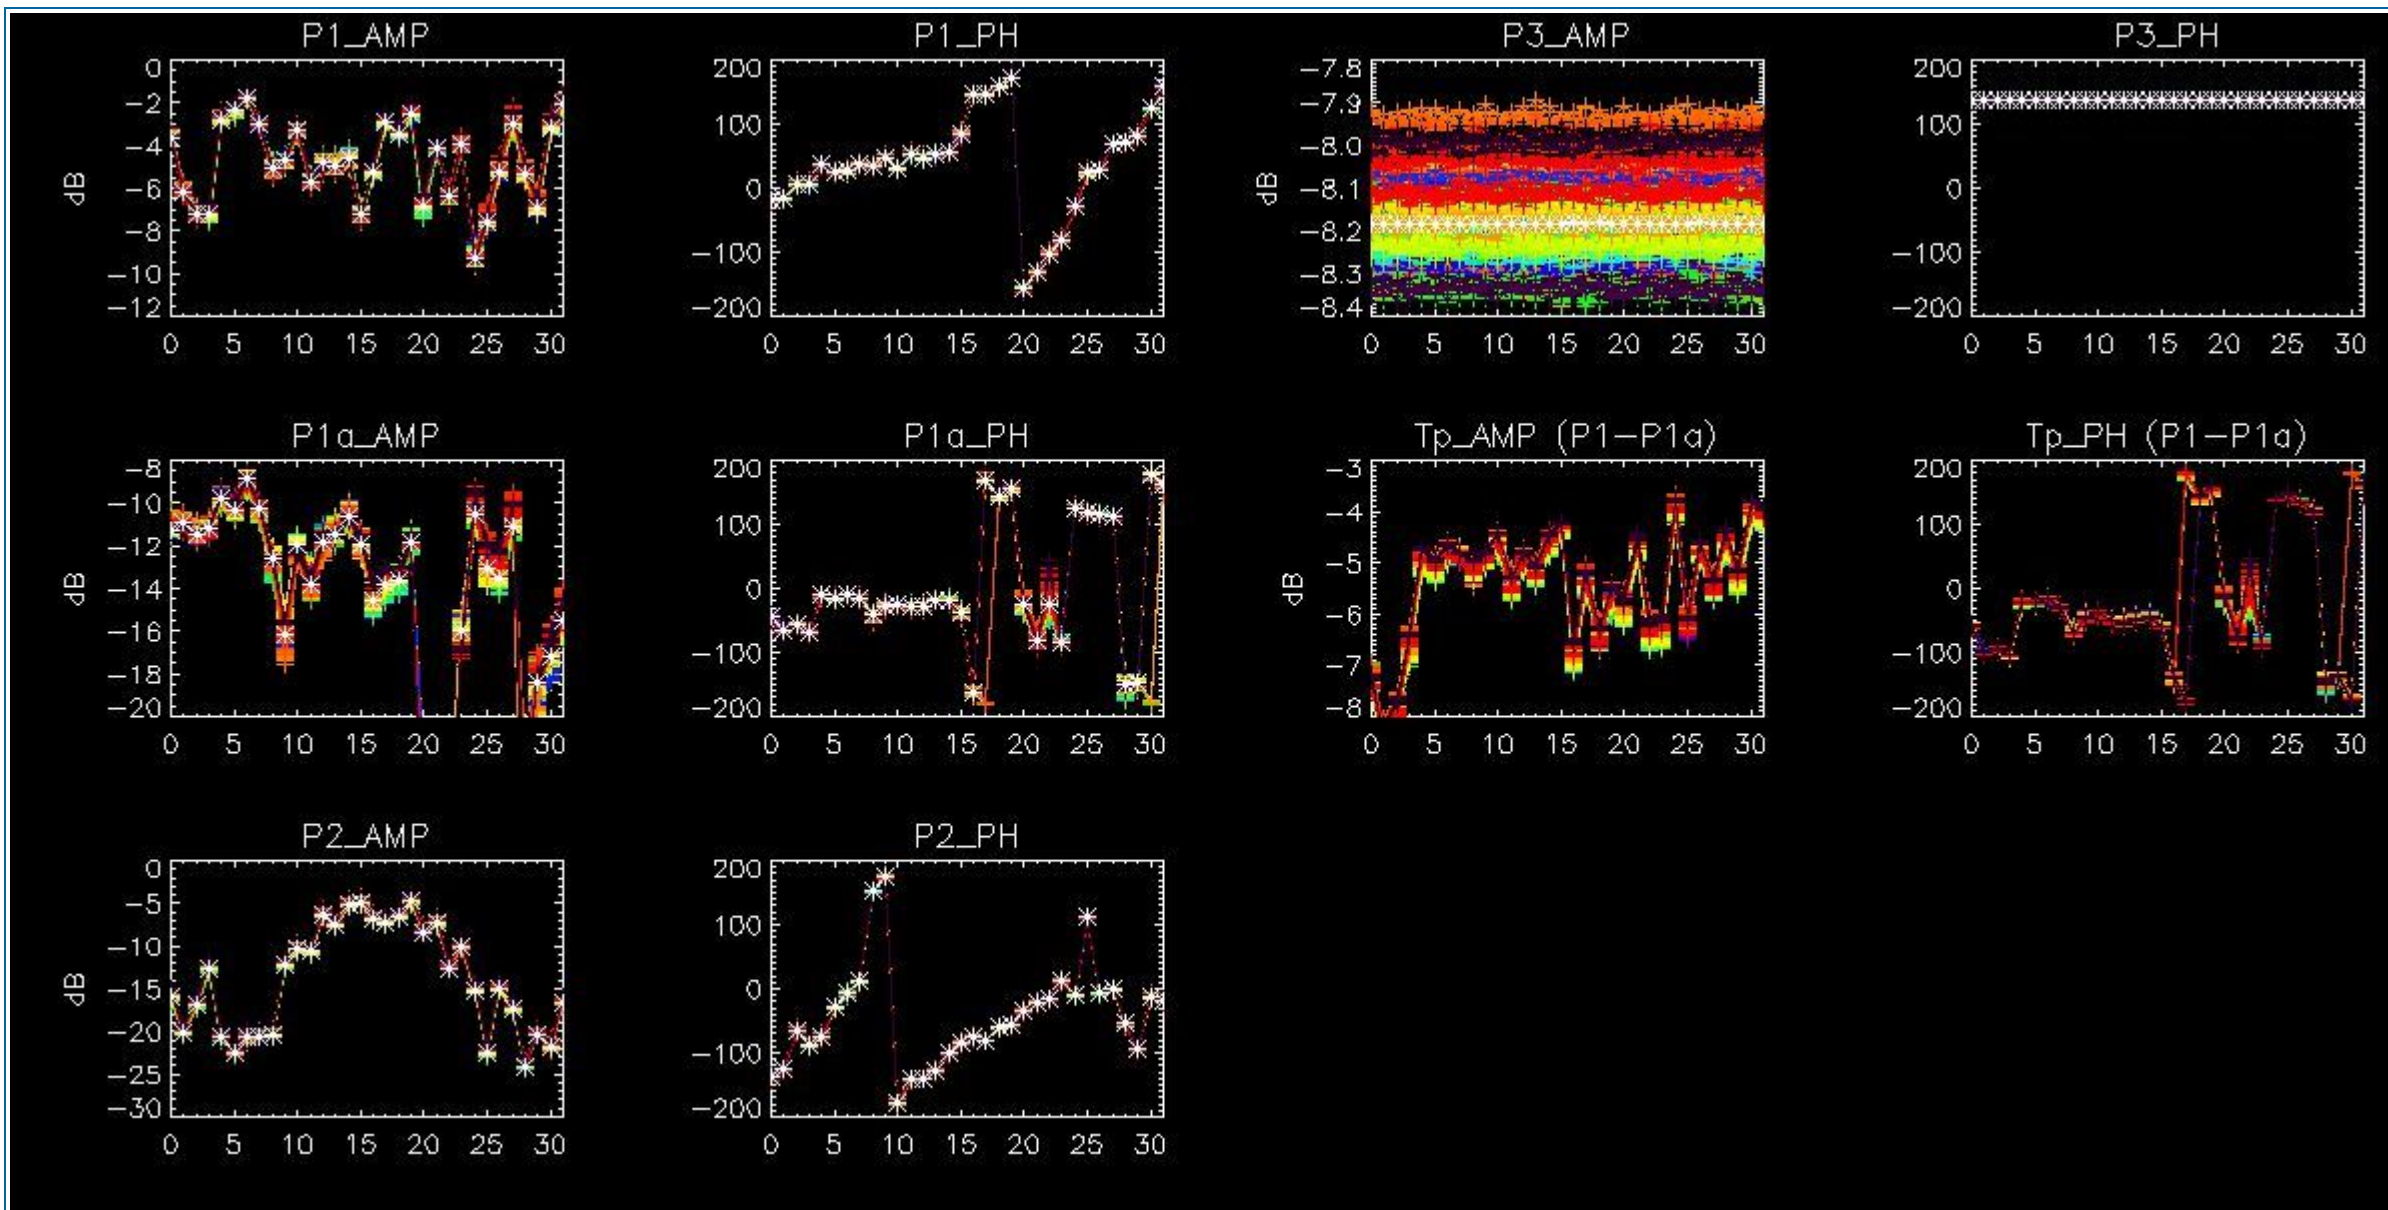 P1_AMP P1_PH P3_AMP P3_PH
0 200 −7.8 200
−2 −7.9
−4 100 −8.0 100
dB −6 0 dB −8.1 0
−8 −8.2
−10 −100 −8.3 −100
−12 −200 −8.4 −200
0 5 10 15 20 25 30 0 5 10 15 20 25 30 0 5 10 15 20 25 30 0 5 10 15 20 25 30
P1a_AMP P1a_PH Tp_AMP (P1−P1a) Tp_PH (P1−P1a)
−8 200 −3 200
−10 −4
−12 100 100
dB −14 0 dB −5 0
−16 −6
−18 −100 −7 −100
−20 −200 −8 −200
0 5 10 15 20 25 30 0 5 10 15 20 25 30 0 5 10 15 20 25 30 0 5 10 15 20 25 30
P2_AMP P2_PH
0 200
−5 100
−10
dB −15 0
−20 −100
−25
−30 −200
0 5 10 15 20 25 30 0 5 10 15 20 25 30